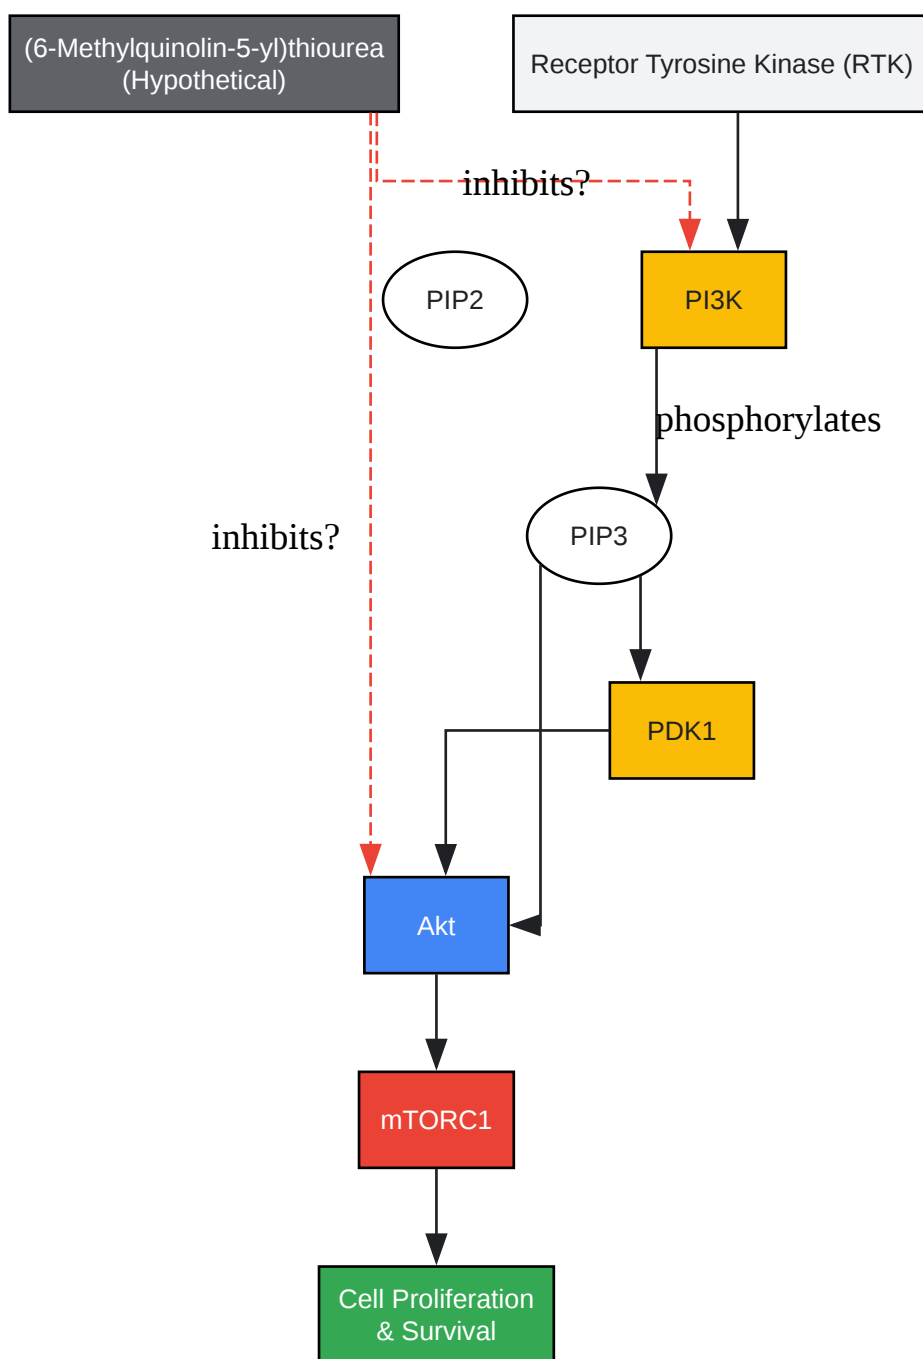 (6-Methylquinolin-5-yl)thiourea
(Hypothetical)
Receptor Tyrosine Kinase (RTK)
inhibits?
PIP2
PI3K
phosphorylates
inhibits?
PIP3
PDK1
Akt
mTORC1
Cell Proliferation
& Survival